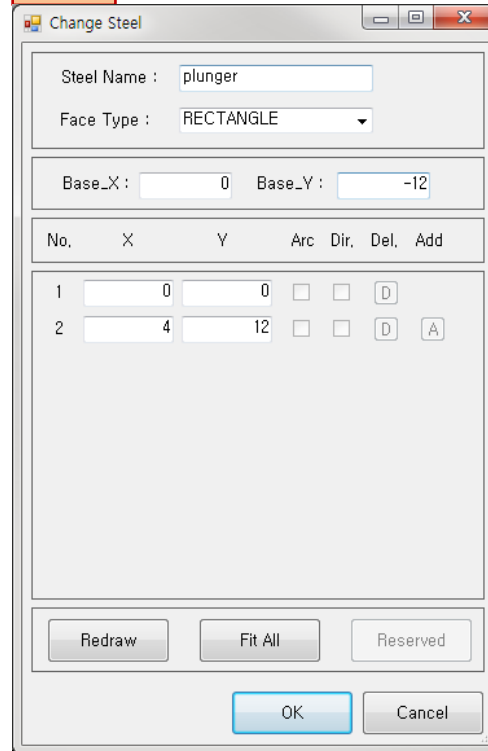 Change Steel
Steel Name : plunger
Face Type : RECTANGLE
Base_X : 0 Base_Y : -12
No. X Y Arc Dir. Del. Add
1 0 0 D
2 4 12 D A
Redraw Fit All Reserved
OK Cancel